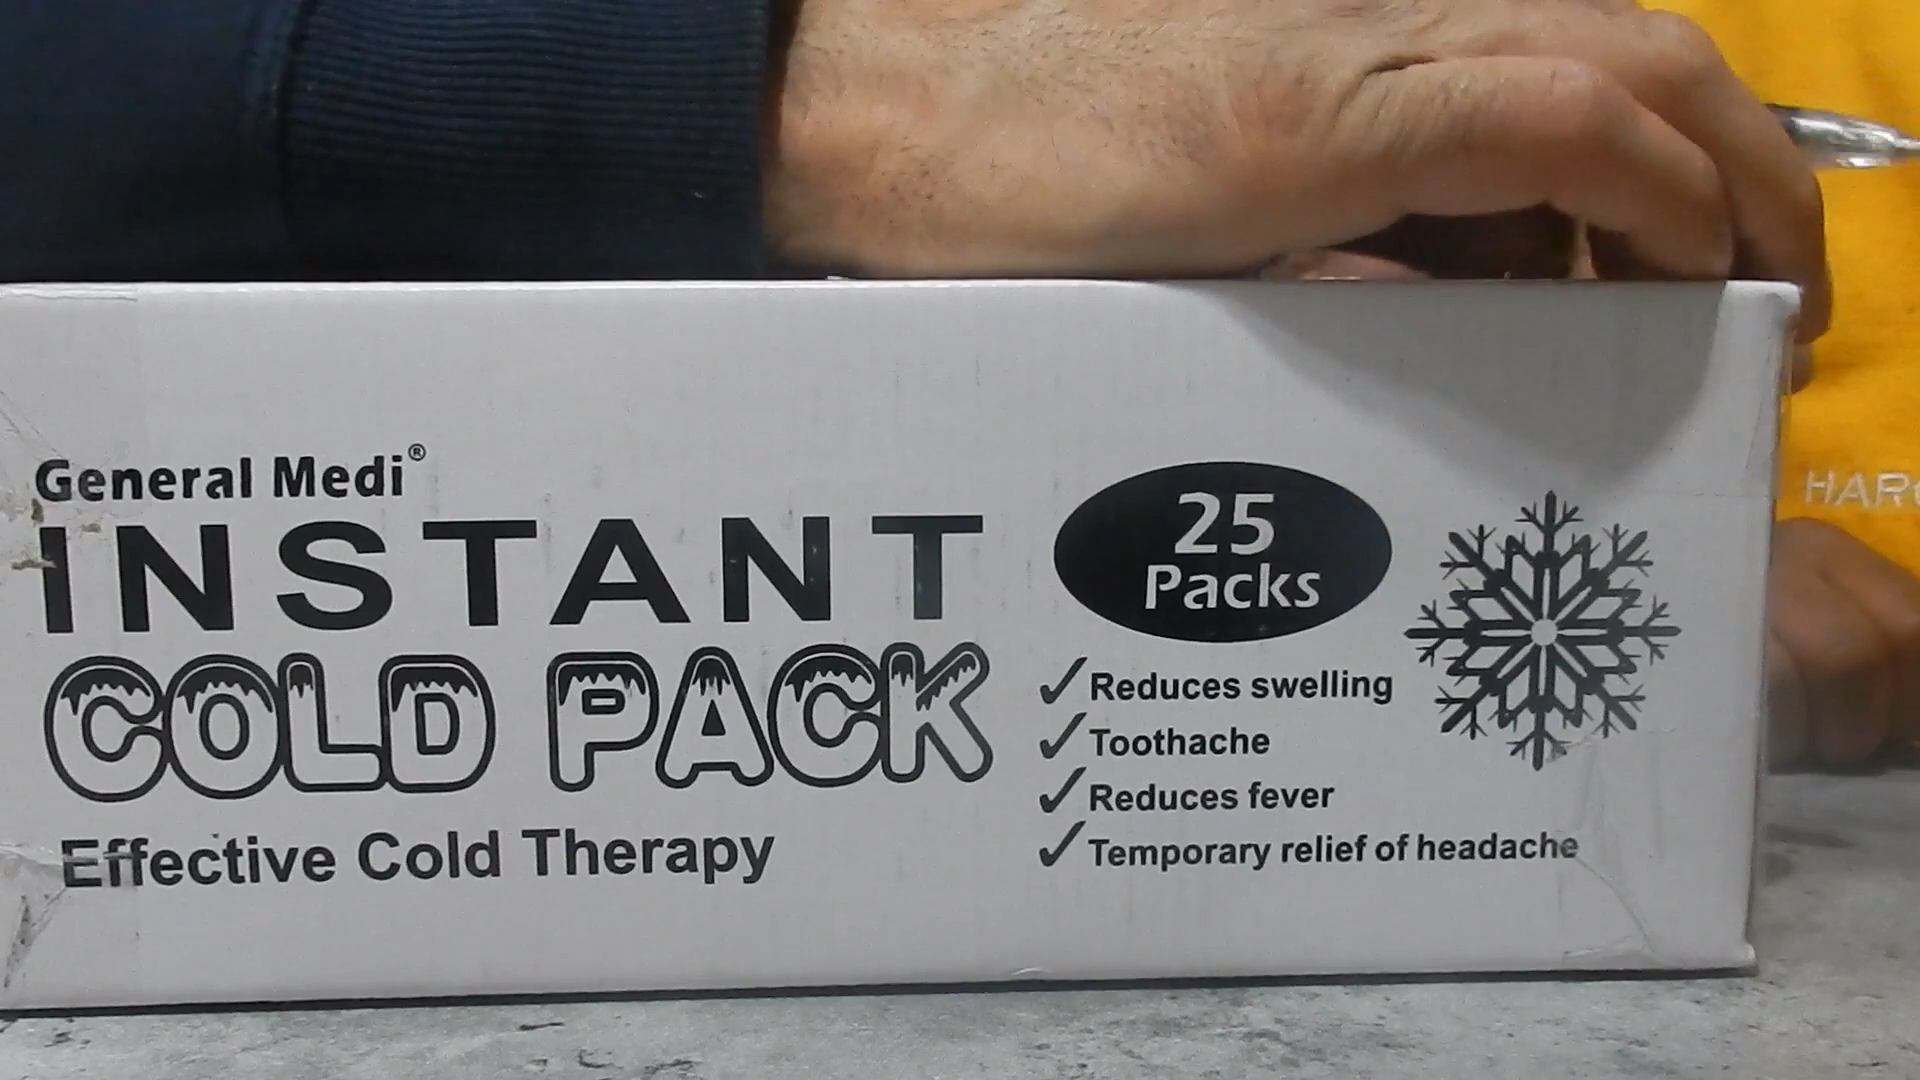 General Medi®
INSTANT
COLD PACK
Effective Cold Therapy
25
Packs
✓ Reduces swelling
✓ Toothache
✓ Reduces fever
✓ Temporary relief of headache